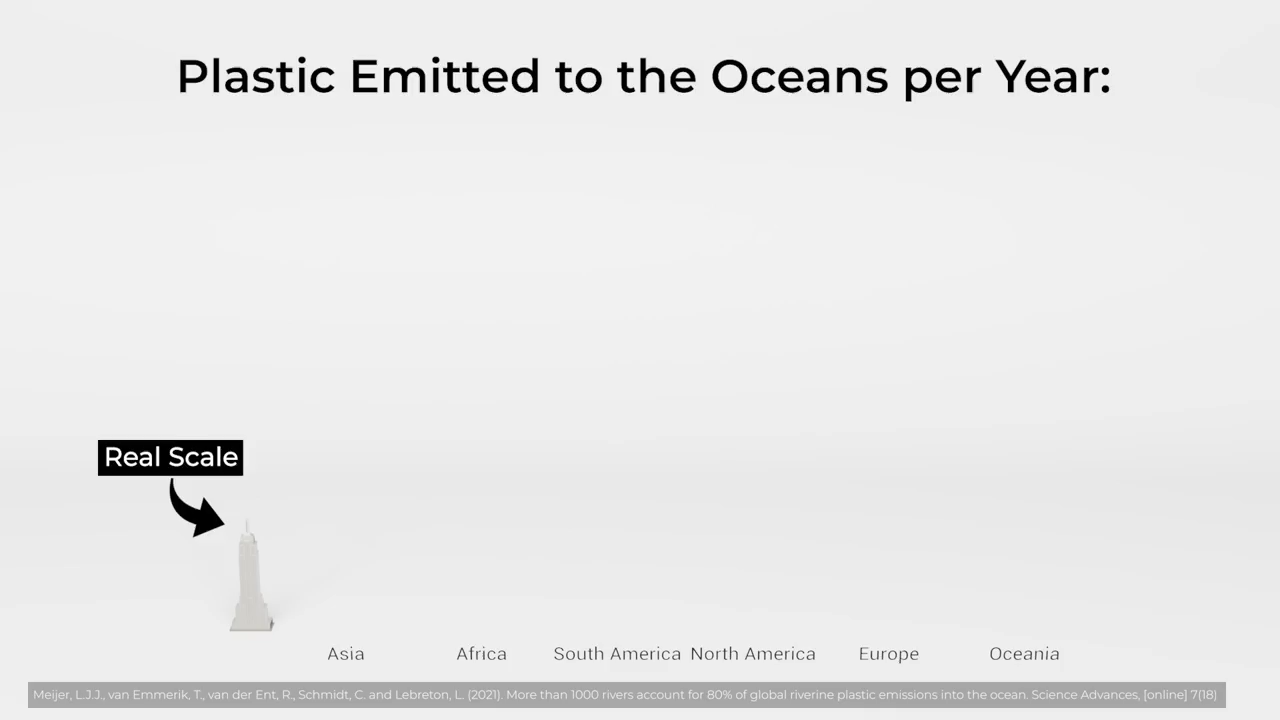 Plastic Emitted to the Oceans per Year:
Real Scale
Asia Africa South America North America Europe Oceania
Meijer, L.J.J., van Emmerik, T., van der Ent, R., Schmidt, C. and Lebreton, L. (2021). More than 1000 rivers account for 80% of global riverine plastic emissions into the ocean. Science Advances, [online] 7(18)